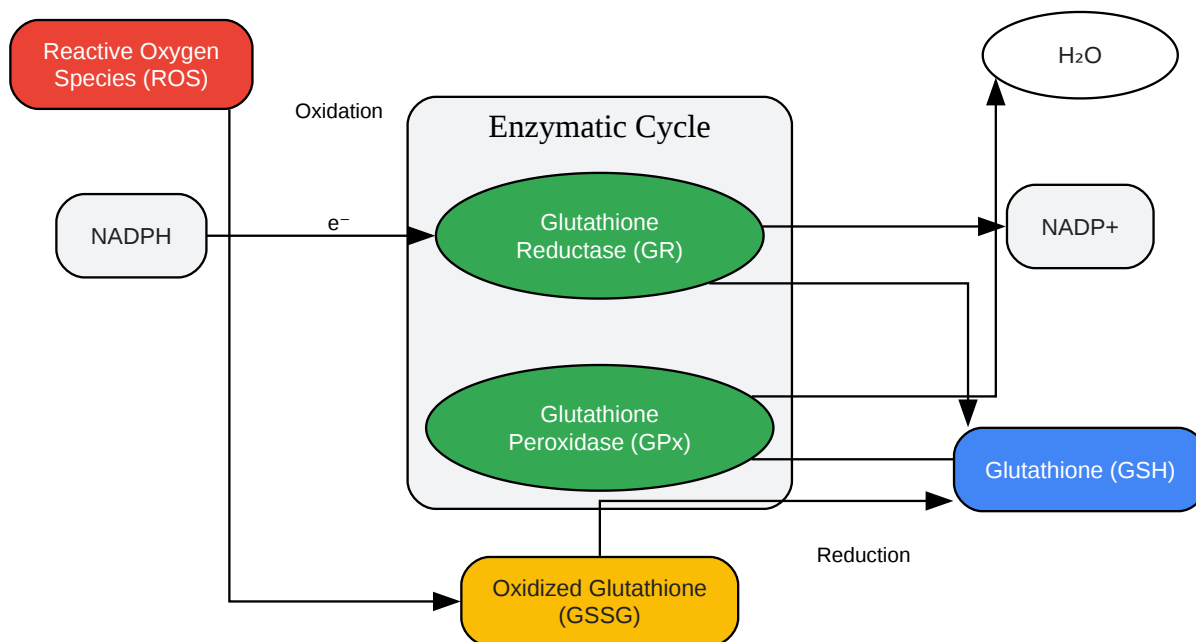 Reactive Oxygen
Species (ROS)
H₂O
Oxidation
Enzymatic Cycle
NADPH
e⁻
Glutathione
Reductase (GR)
NADP+
Glutathione
Peroxidase (GPx)
Glutathione (GSH)
Reduction
Oxidized Glutathione
(GSSG)